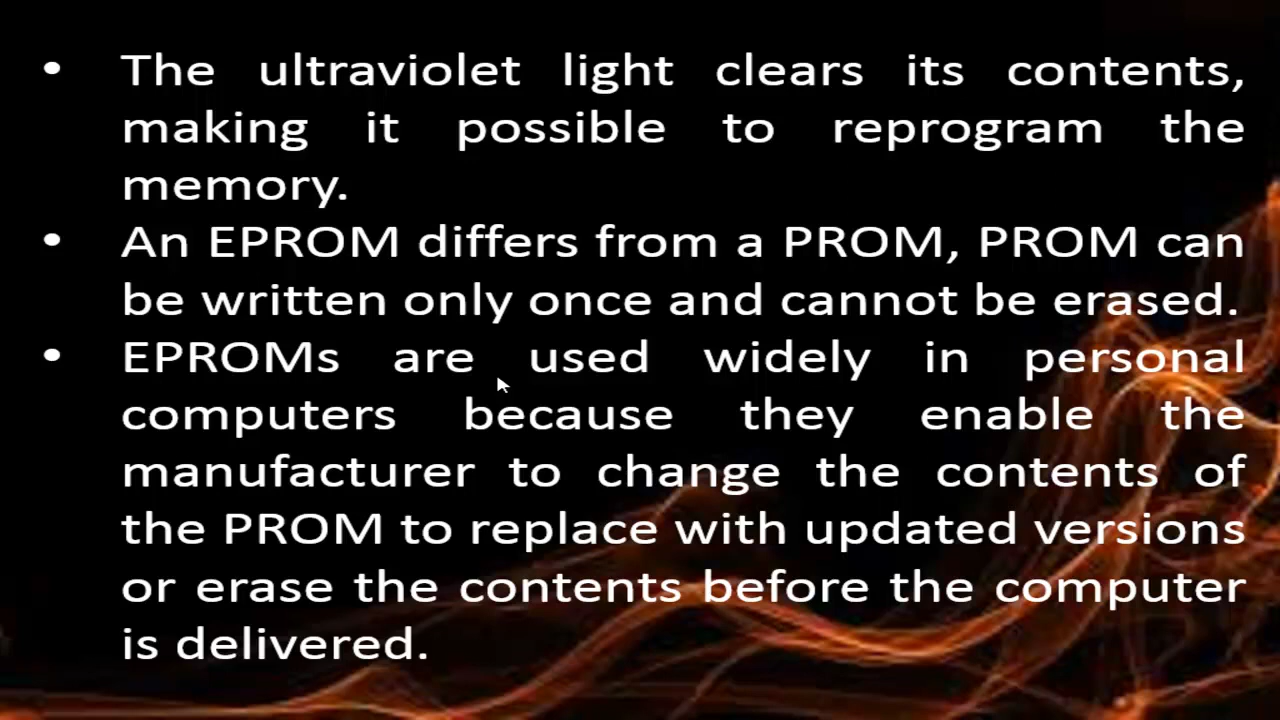 • The ultraviolet light clears its contents,
making it possible to reprogram the
memory.
• An EPROM differs from a PROM, PROM can
be written only once and cannot be erased.
• EPROMs are used widely in personal
computers because they enable the
manufacturer to change the contents of
the PROM to replace with updated versions
or erase the contents before the computer
is delivered.